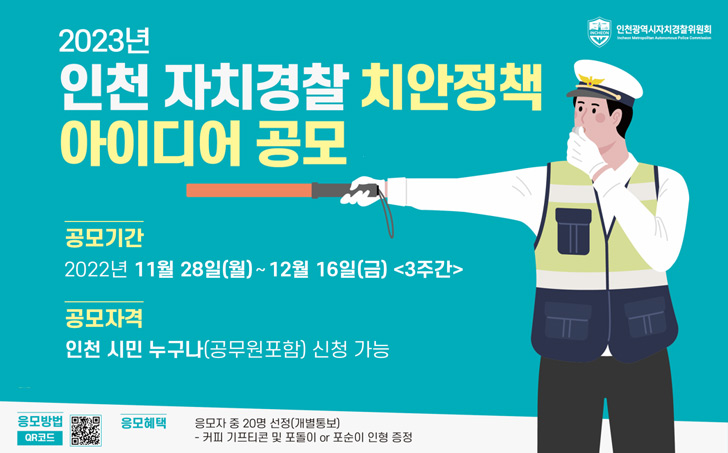 2023년
인천 자치경찰 치안정책
아이디어 공모
INCHEON
인천광역시자치경찰위원회
Incheon Metropolitan Autonomous Police Commission
공모기간
2022년 11월 28일(월)~12월 16일(금) <3주간>
공모자격
인천 시민 누구나(공무원포함) 신청 가능
응모방법
QR코드
응모혜택
응모자 중 20명 선정(개별통보)
- 커피 기프티콘 및 포돌이 or 포순이 인형 증정